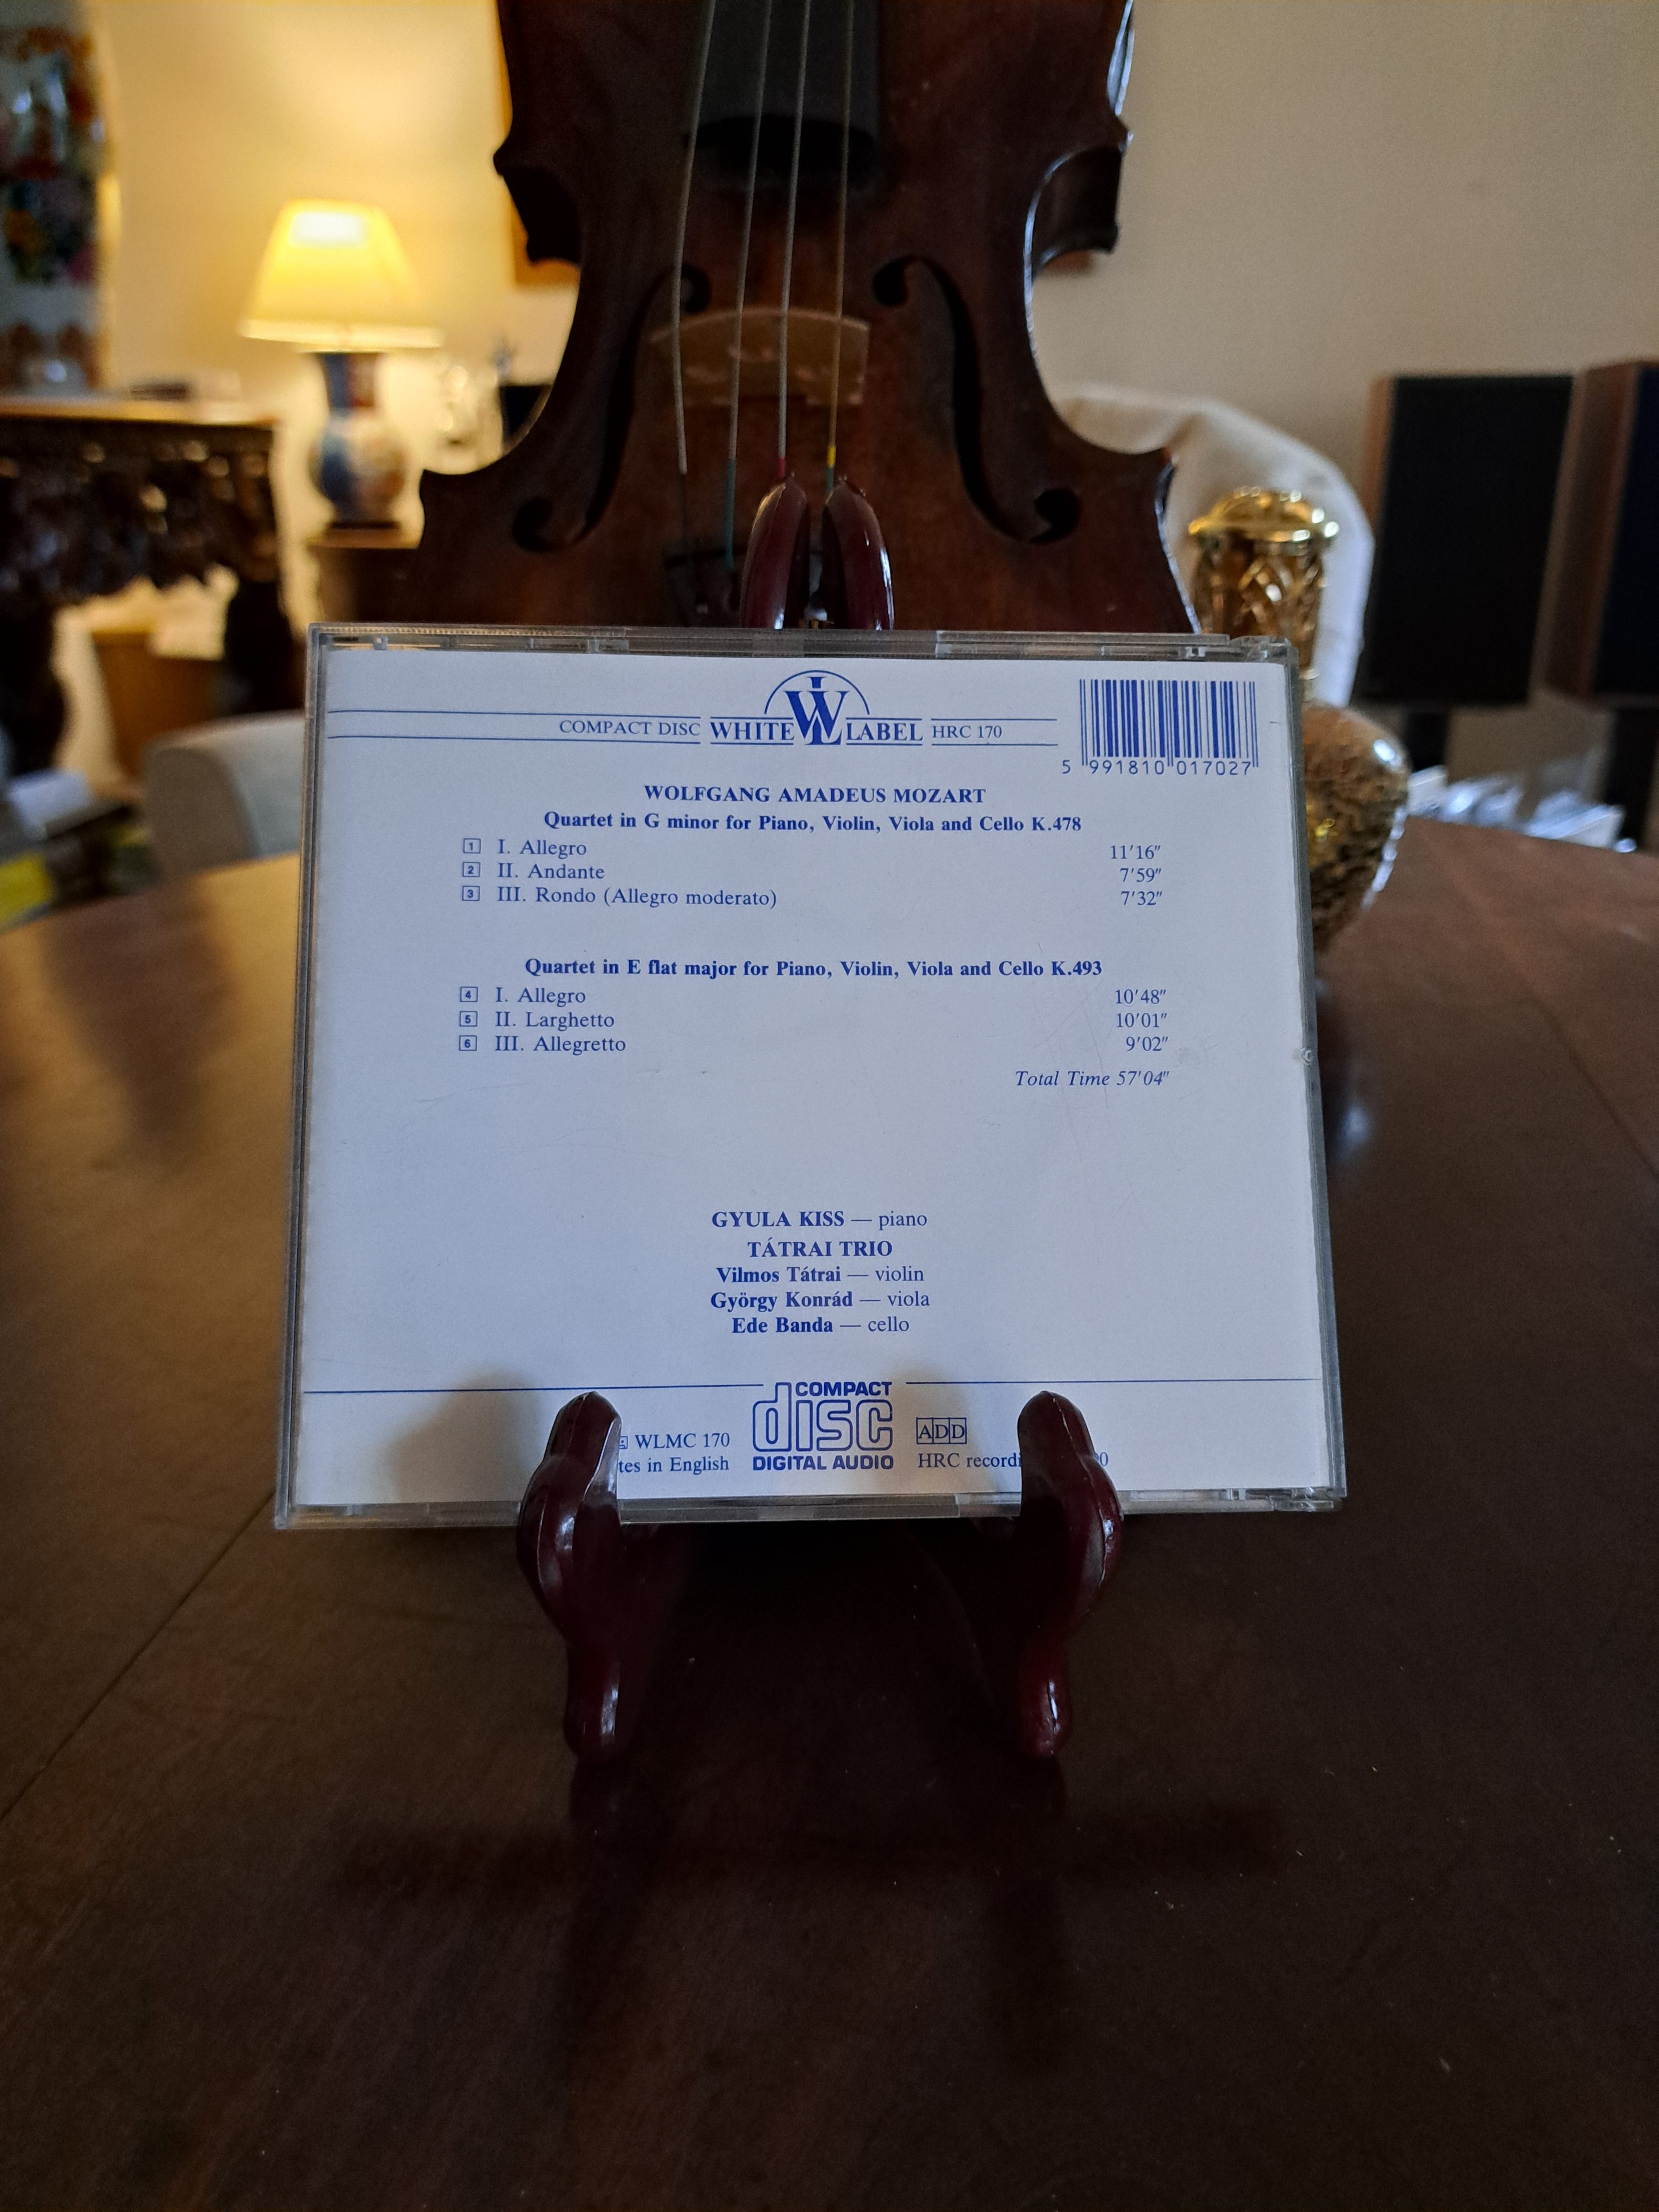 COMPACT DISC WHITE LABEL HRC 170
5 991810 017027
WOLFGANG AMADEUS MOZART
Quartet in G minor for Piano, Violin, Viola and Cello K.478
1 I. Allegro 11′16″
2 II. Andante 7′59″
3 III. Rondo (Allegro moderato) 7′32″
Quartet in E flat major for Piano, Violin, Viola and Cello K.493
4 I. Allegro 10′48″
5 II. Larghetto 10′01″
6 III. Allegretto 9′02″
Total Time 57′04″
GYULA KISS — piano
TÁTRAI TRIO
Vilmos Tátrai — violin
György Konrád — viola
Ede Banda — cello
COMPACT
disc
DIGITAL AUDIO
WLMC 170
in English
ADD
HRC